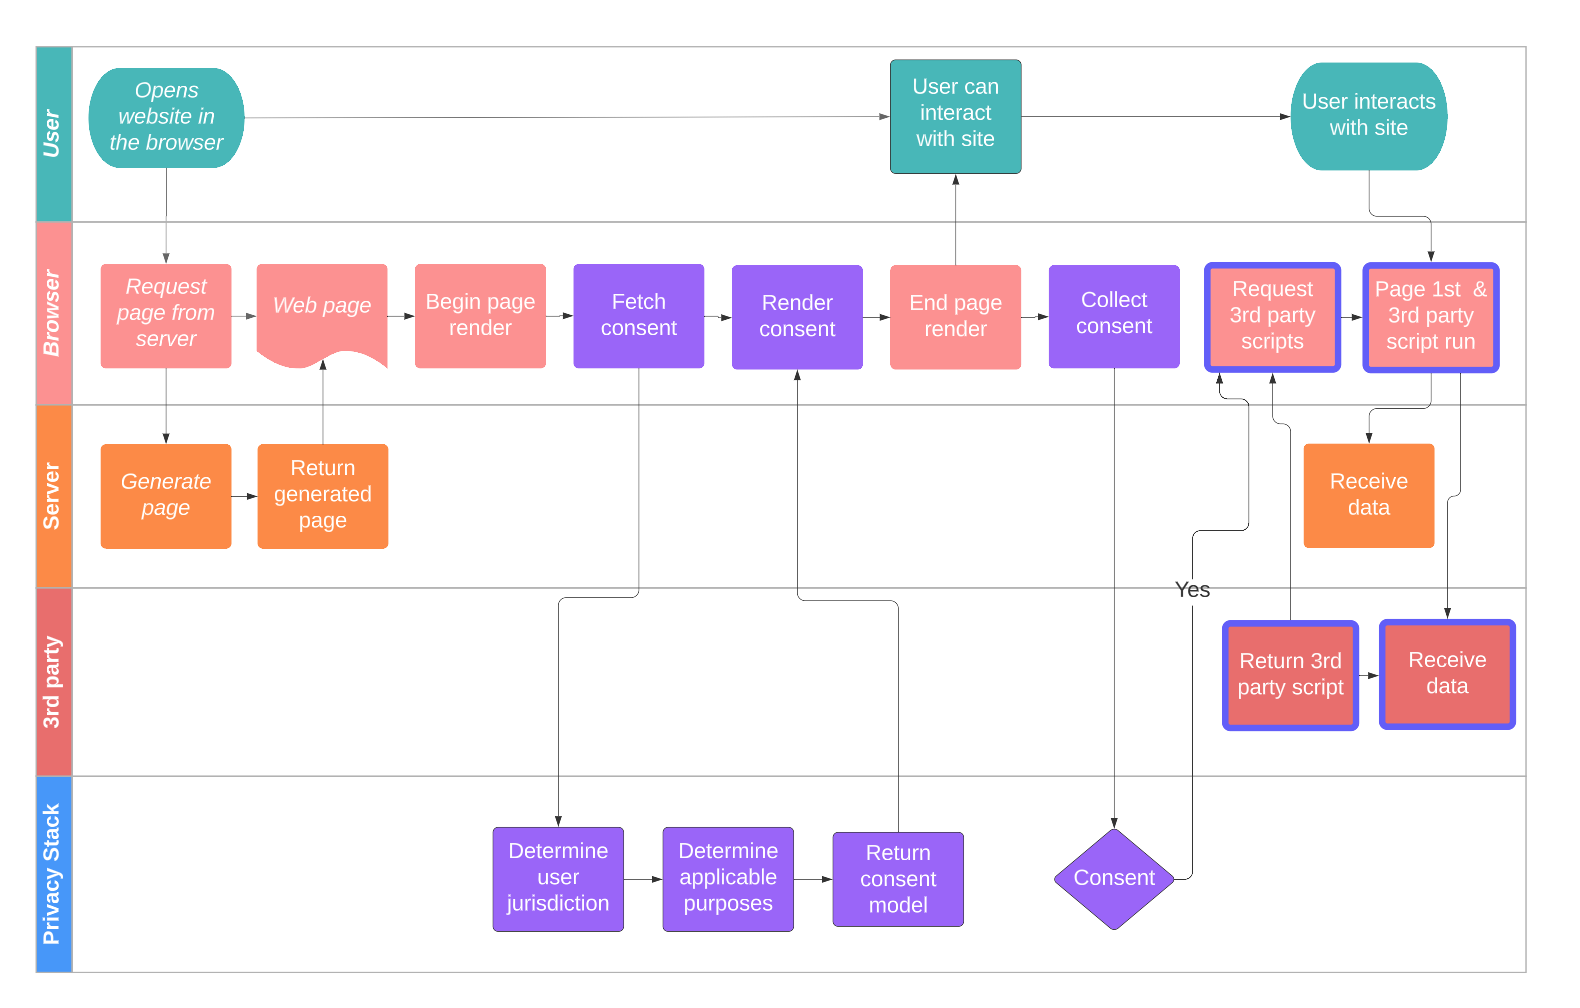 User
Opens
website in
the browser
User can
interact
with site
User interacts
with site
Browser
Request
page from
server
Web page
Begin page
render
Fetch
consent
Render
consent
End page
render
Collect
consent
Request
3rd party
scripts
Page 1st  &
3rd party
script run
Server
Generate
page
Return
generated
page
Receive
data
Yes
3rd party
Return 3rd
party script
Receive
data
Privacy Stack
Determine
user
jurisdiction
Determine
applicable
purposes
Return
consent
model
Consent